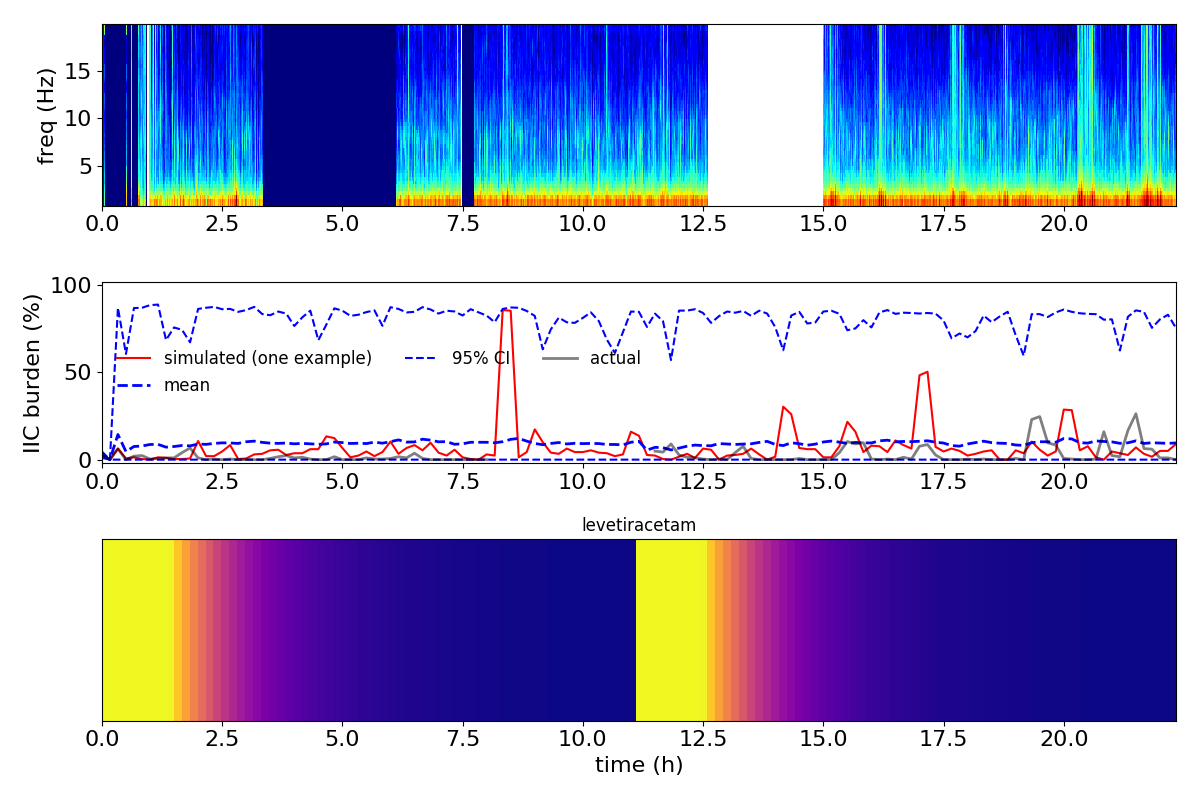 freq (Hz)
15
10
5
0.0 2.5 5.0 7.5 10.0 12.5 15.0 17.5 20.0
IIC burden (%)
100
50
0
simulated (one example) 95% CI actual
mean
0.0 2.5 5.0 7.5 10.0 12.5 15.0 17.5 20.0
levetiracetam
0.0 2.5 5.0 7.5 10.0 12.5 15.0 17.5 20.0
time (h)